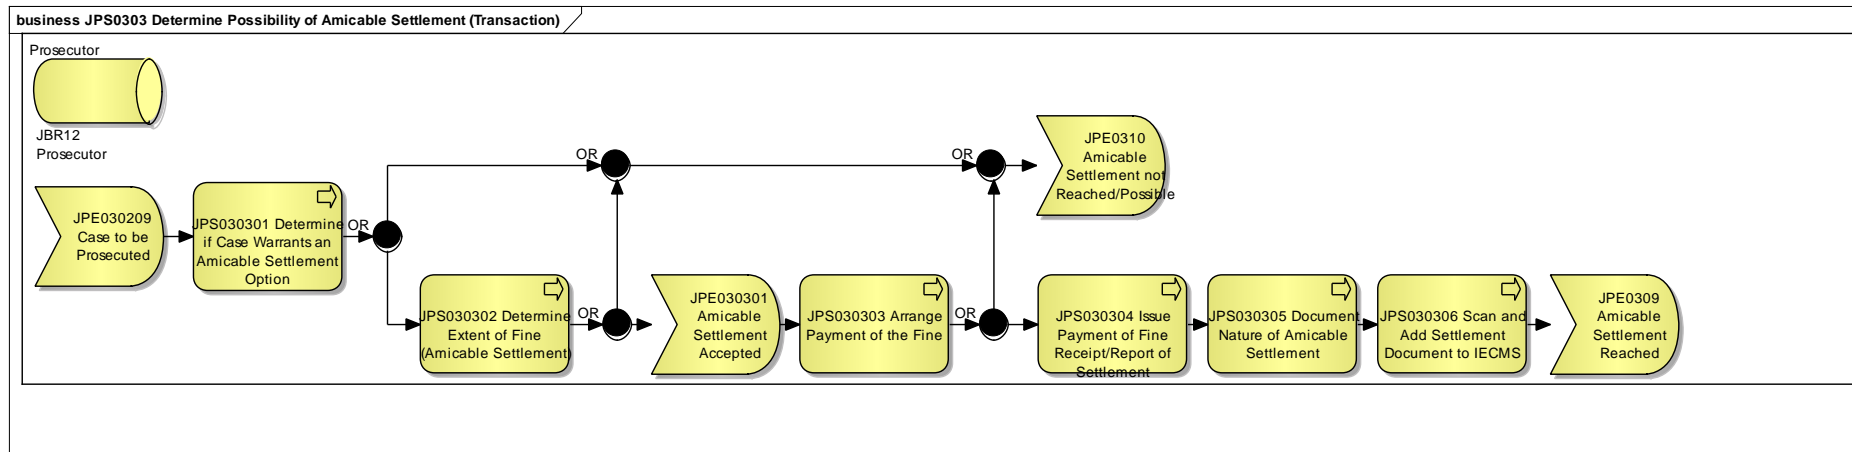 business JPS0303 Determine Possibility of Amicable Settlement (Transaction)
Prosecutor
JBR12
Prosecutor
JPE030209
Case to be
Prosecuted
JPS030301 Determine
if Case Warrants an
Amicable Settlement
Option
OR
OR
OR
JPE0310
Amicable
Settlement not
Reached/Possible
JPS030302 Determine
Extent of Fine
(Amicable Settlement)
OR
JPE030301
Amicable
Settlement
Accepted
JPS030303 Arrange
Payment of the Fine
OR
JPS030304 Issue
Payment of Fine
Receipt/Report of
Settlement
JPS030305 Document
Nature of Amicable
Settlement
JPS030306 Scan and
Add Settlement
Document to IECMS
JPE0309
Amicable
Settlement
Reached